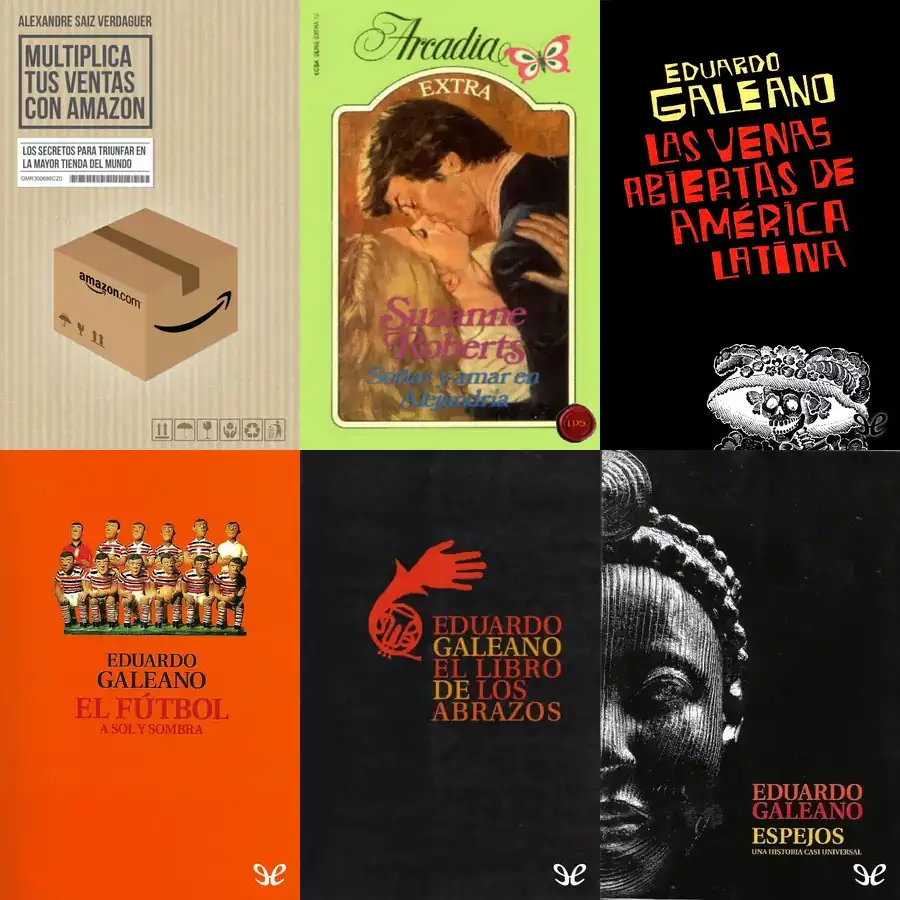 ALEXANDRE SAIZ VERDAGUER
MULTIPLICA
TUS VENTAS
CON AMAZON
LOS SECRETOS PARA TRIUNFAR EN
LA MAYOR TIENDA DEL MUNDO
amazon.com
Arcadia
EXTRA
Suzanne
Roberts
Soñar y amar en
Alejandría
EDUARDO
GALEANO
LAS VENAS
ABIERTAS DE
AMÉRICA
LATINA
EDUARDO
GALEANO
EL FÚTBOL
A SOL Y SOMBRA
EDUARDO
GALEANO
EL LIBRO
DE LOS
ABRAZOS
EDUARDO
GALEANO
ESPEJOS
UNA HISTORIA CASI UNIVERSAL